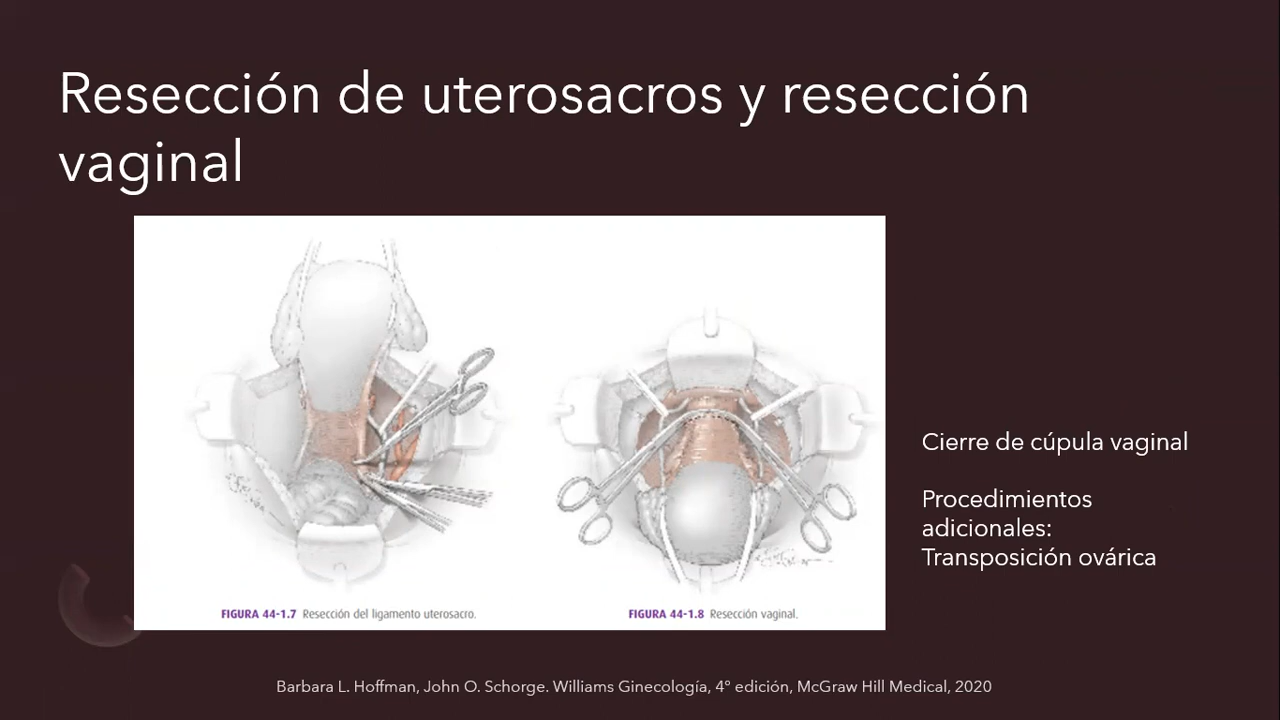 Resección de uterosacros y resección
vaginal
FIGURA 44-1.7 Resección del ligamento uterosacro.
FIGURA 44-1.8 Resección vaginal.
Cierre de cúpula vaginal
Procedimientos
adicionales:
Transposición ovárica
Barbara L. Hoffman, John O. Schorge. Williams Ginecología, 4º edición, McGraw Hill Medical, 2020